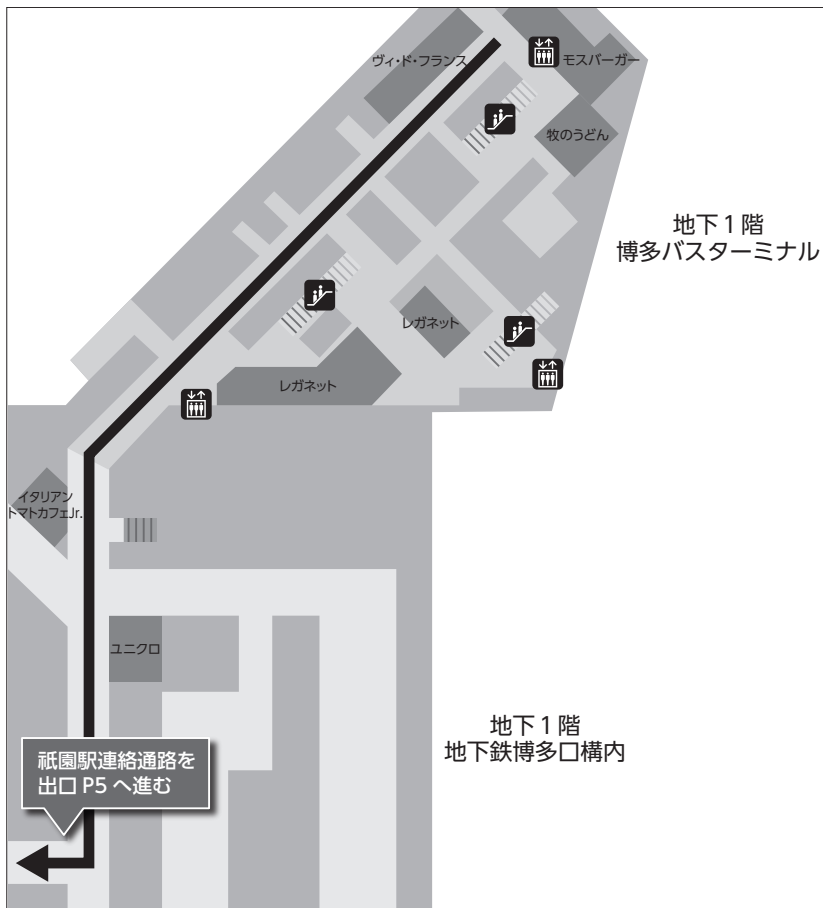 ヴィ・ド・フランス
モスバーガー
牧のうどん
地下1階
博多バスターミナル
レガネット
レガネット
イタリアン
トマトカフェJr.
ユニクロ
地下1階
地下鉄博多口構内
祇園駅連絡通路を
出口 P5 へ進む